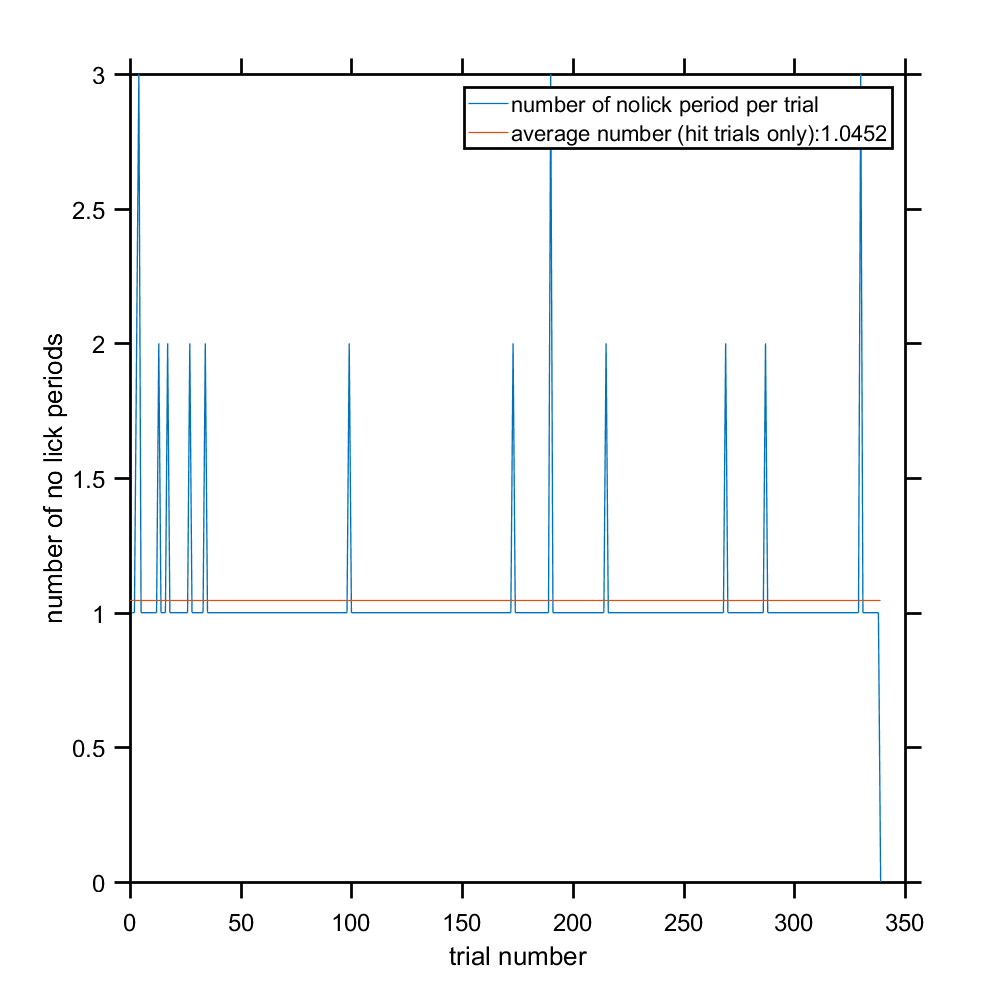 number of nolick period per trial
average number (hit trials only):1.0452
3
2.5
2
1.5
1
0.5
0
number of no lick periods
0 50 100 150 200 250 300 350
trial number